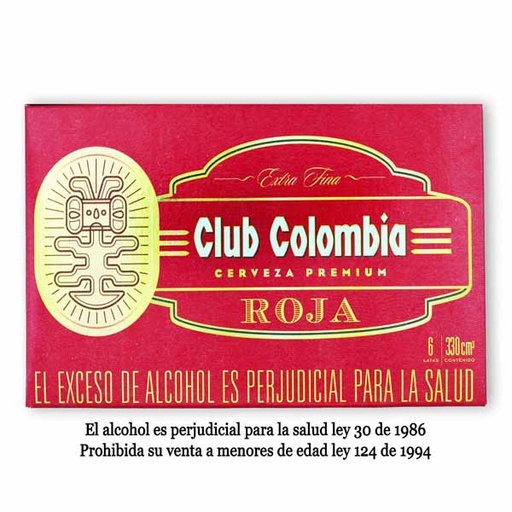 Extra Fina
Club Colombia
CERVEZA PREMIUM
ROJA
6 330cm³
LATAS CONTENIDO
EL EXCESO DE ALCOHOL ES PERJUDICIAL PARA LA SALUD
El alcohol es perjudicial para la salud ley 30 de 1986
Prohibida su venta a menores de edad ley 124 de 1994